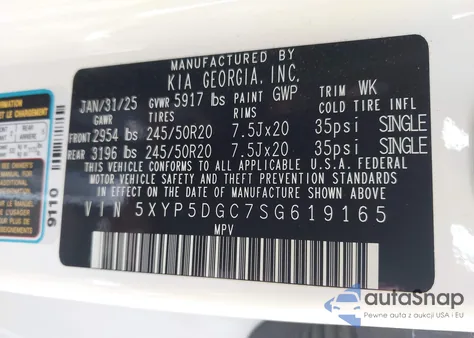 MANUFACTURED BY
KIA GEORGIA, INC.
JAN/31/25 GVWR 5917 lbs PAINT GWP TRIM WK
GAWR TIRES RIMS COLD TIRE INFL
FRONT 2954 lbs 245/50R20 7.5Jx20 35psi SINGLE
REAR 3196 lbs 245/50R20 7.5Jx20 35psi SINGLE
THIS VEHICLE CONFORMS TO ALL APPLICABLE U.S.A. FEDERAL
MOTOR VEHICLE SAFETY AND THEFT PREVENTION STANDARDS
IN EFFECT ON THE DATE OF MANUFACTURE SHOWN ABOVE.
VIN 5XYP5DGC7SG619165
MPV
9110
autaSnap
Pewne auta z aukcji USA i EU